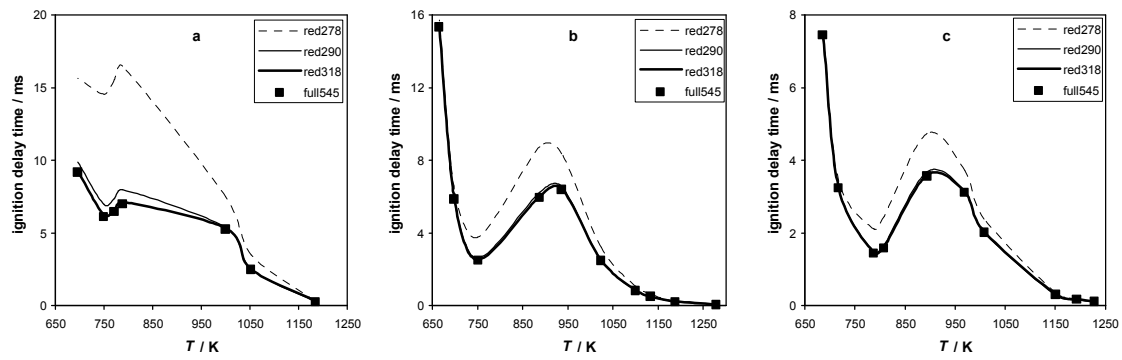 a
red278
red290
red318
full545
20
15
10
5
0
ignition delay time / ms
650 750 850 950 1050 1150 1250
T / K
b
red278
red290
red318
full545
16
12
8
4
0
ignition delay time / ms
650 750 850 950 1050 1150 1250
T / K
c
red278
red290
red318
full545
8
6
4
2
0
ignition delay time / ms
650 750 850 950 1050 1150 1250
T / K